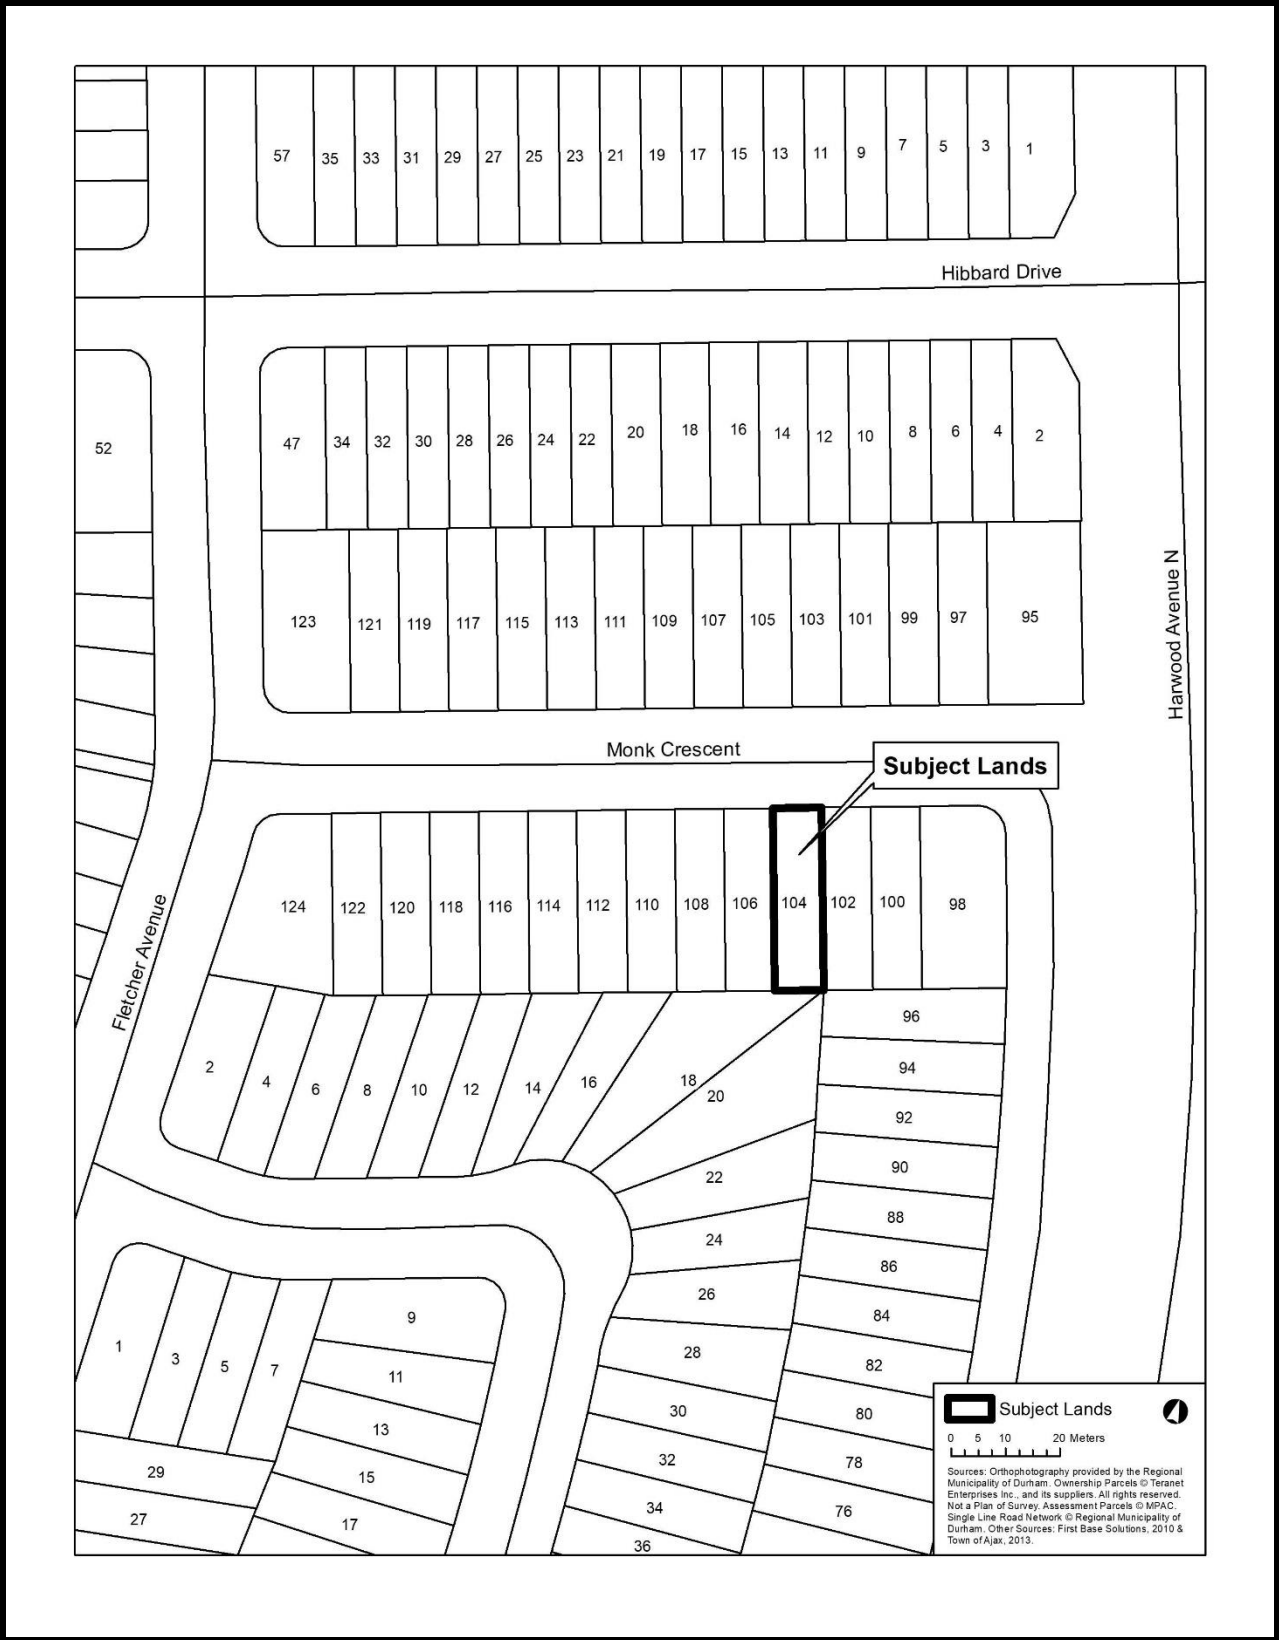 57 35 33 31 29 27 25 23 21 19 17 15 13 11 9 7 5 3 1
Hibbard Drive
52
47 34 32 30 28 26 24 22 20 18 16 14 12 10 8 6 4 2
Harwood Avenue N
123 121 119 117 115 113 111 109 107 105 103 101 99 97 95
Monk Crescent
Subject Lands
124 122 120 118 116 114 112 110 108 106 104 102 100 98
Fletcher Avenue
2 4 6 8 10 12 14 16 18
20
22
24
26
28
30
32
34
36
96
94
92
90
88
86
84
82
80
78
76
1 3 5 7
9
11
13
15
17
29
27
Subject Lands
0 5 10 20 Meters
Sources: Orthophotography provided by the Regional
Municipality of Durham. Ownership Parcels © Teranet
Enterprises Inc., and its suppliers. All rights reserved.
Not a Plan of Survey. Assessment Parcels © MPAC.
Single Line Road Network © Regional Municipality of
Durham. Other Sources: First Base Solutions, 2010 &
Town of Ajax, 2013.